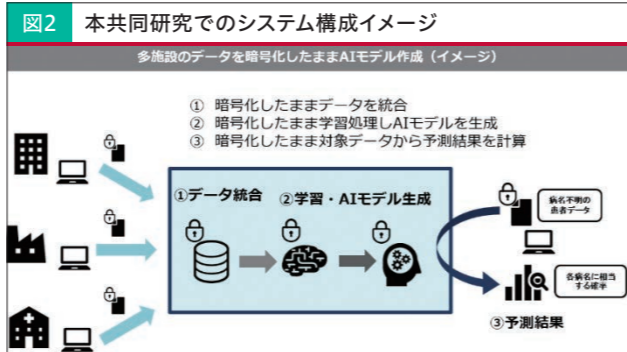 図2 本共同研究でのシステム構成イメージ
多施設のデータを暗号化したままAIモデル作成（イメージ）
① 暗号化したままデータを統合
② 暗号化したまま学習処理しAIモデルを生成
③ 暗号化したまま対象データから予測結果を計算
①データ統合
②学習・AIモデル生成
病名不明の
患者データ
各病名に相当
する確率
③予測結果